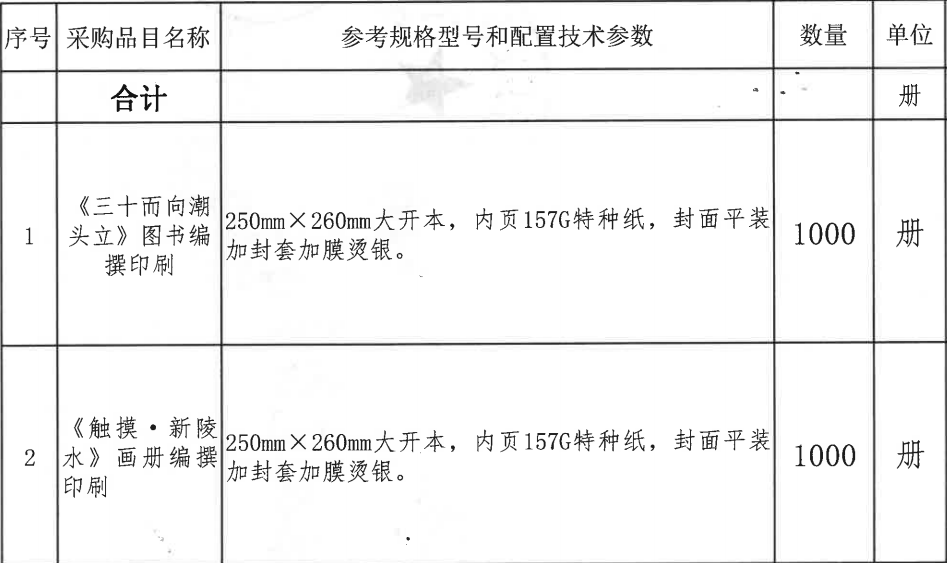 序号 采购品目名称 参考规格型号和配置技术参数 数量 单位
合计 册
1 《三十而向潮头立》图书编撰印刷 250mm×260mm大开本，内页157G特种纸，封面平装加封套加膜烫银。 1000 册
2 《触摸·新陵水》画册编撰印刷 250mm×260mm大开本，内页157G特种纸，封面平装加封套加膜烫银。 1000 册